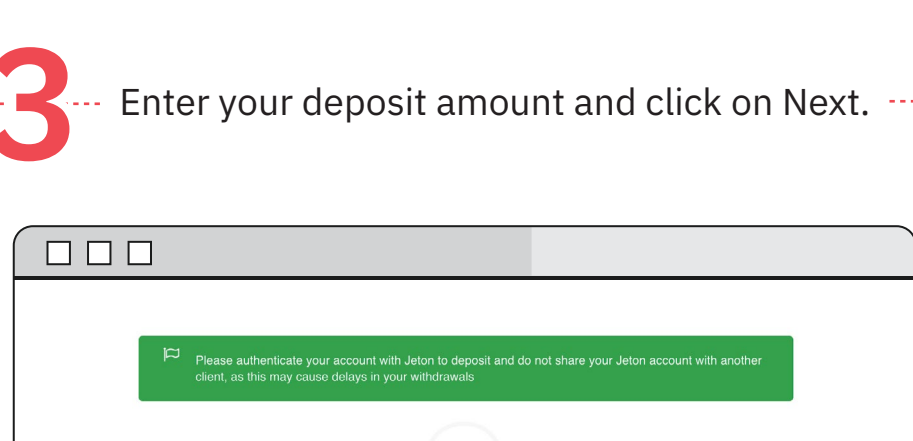 3
Enter your deposit amount and click on Next.
Please authenticate your account with Jeton to deposit and do not share your Jeton account with another
client, as this may cause delays in your withdrawals